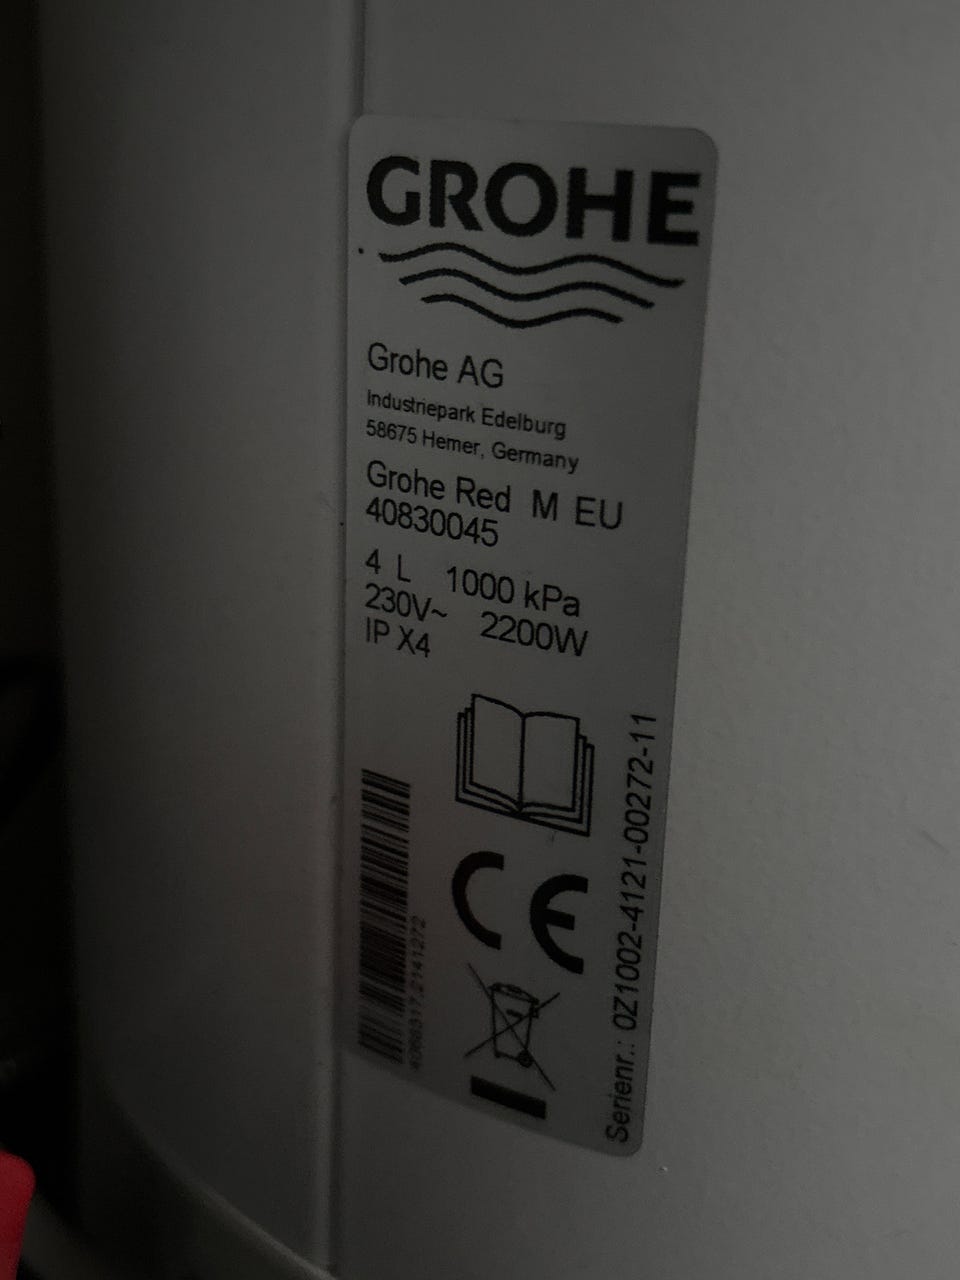 GROHE
Grohe AG
Industriepark Edelburg
58675 Hemer, Germany
Grohe Red M EU
40830045
4 L 1000 kPa
230V~ 2200W
IP X4
Serienr.: 0Z1002-4121-00272-11